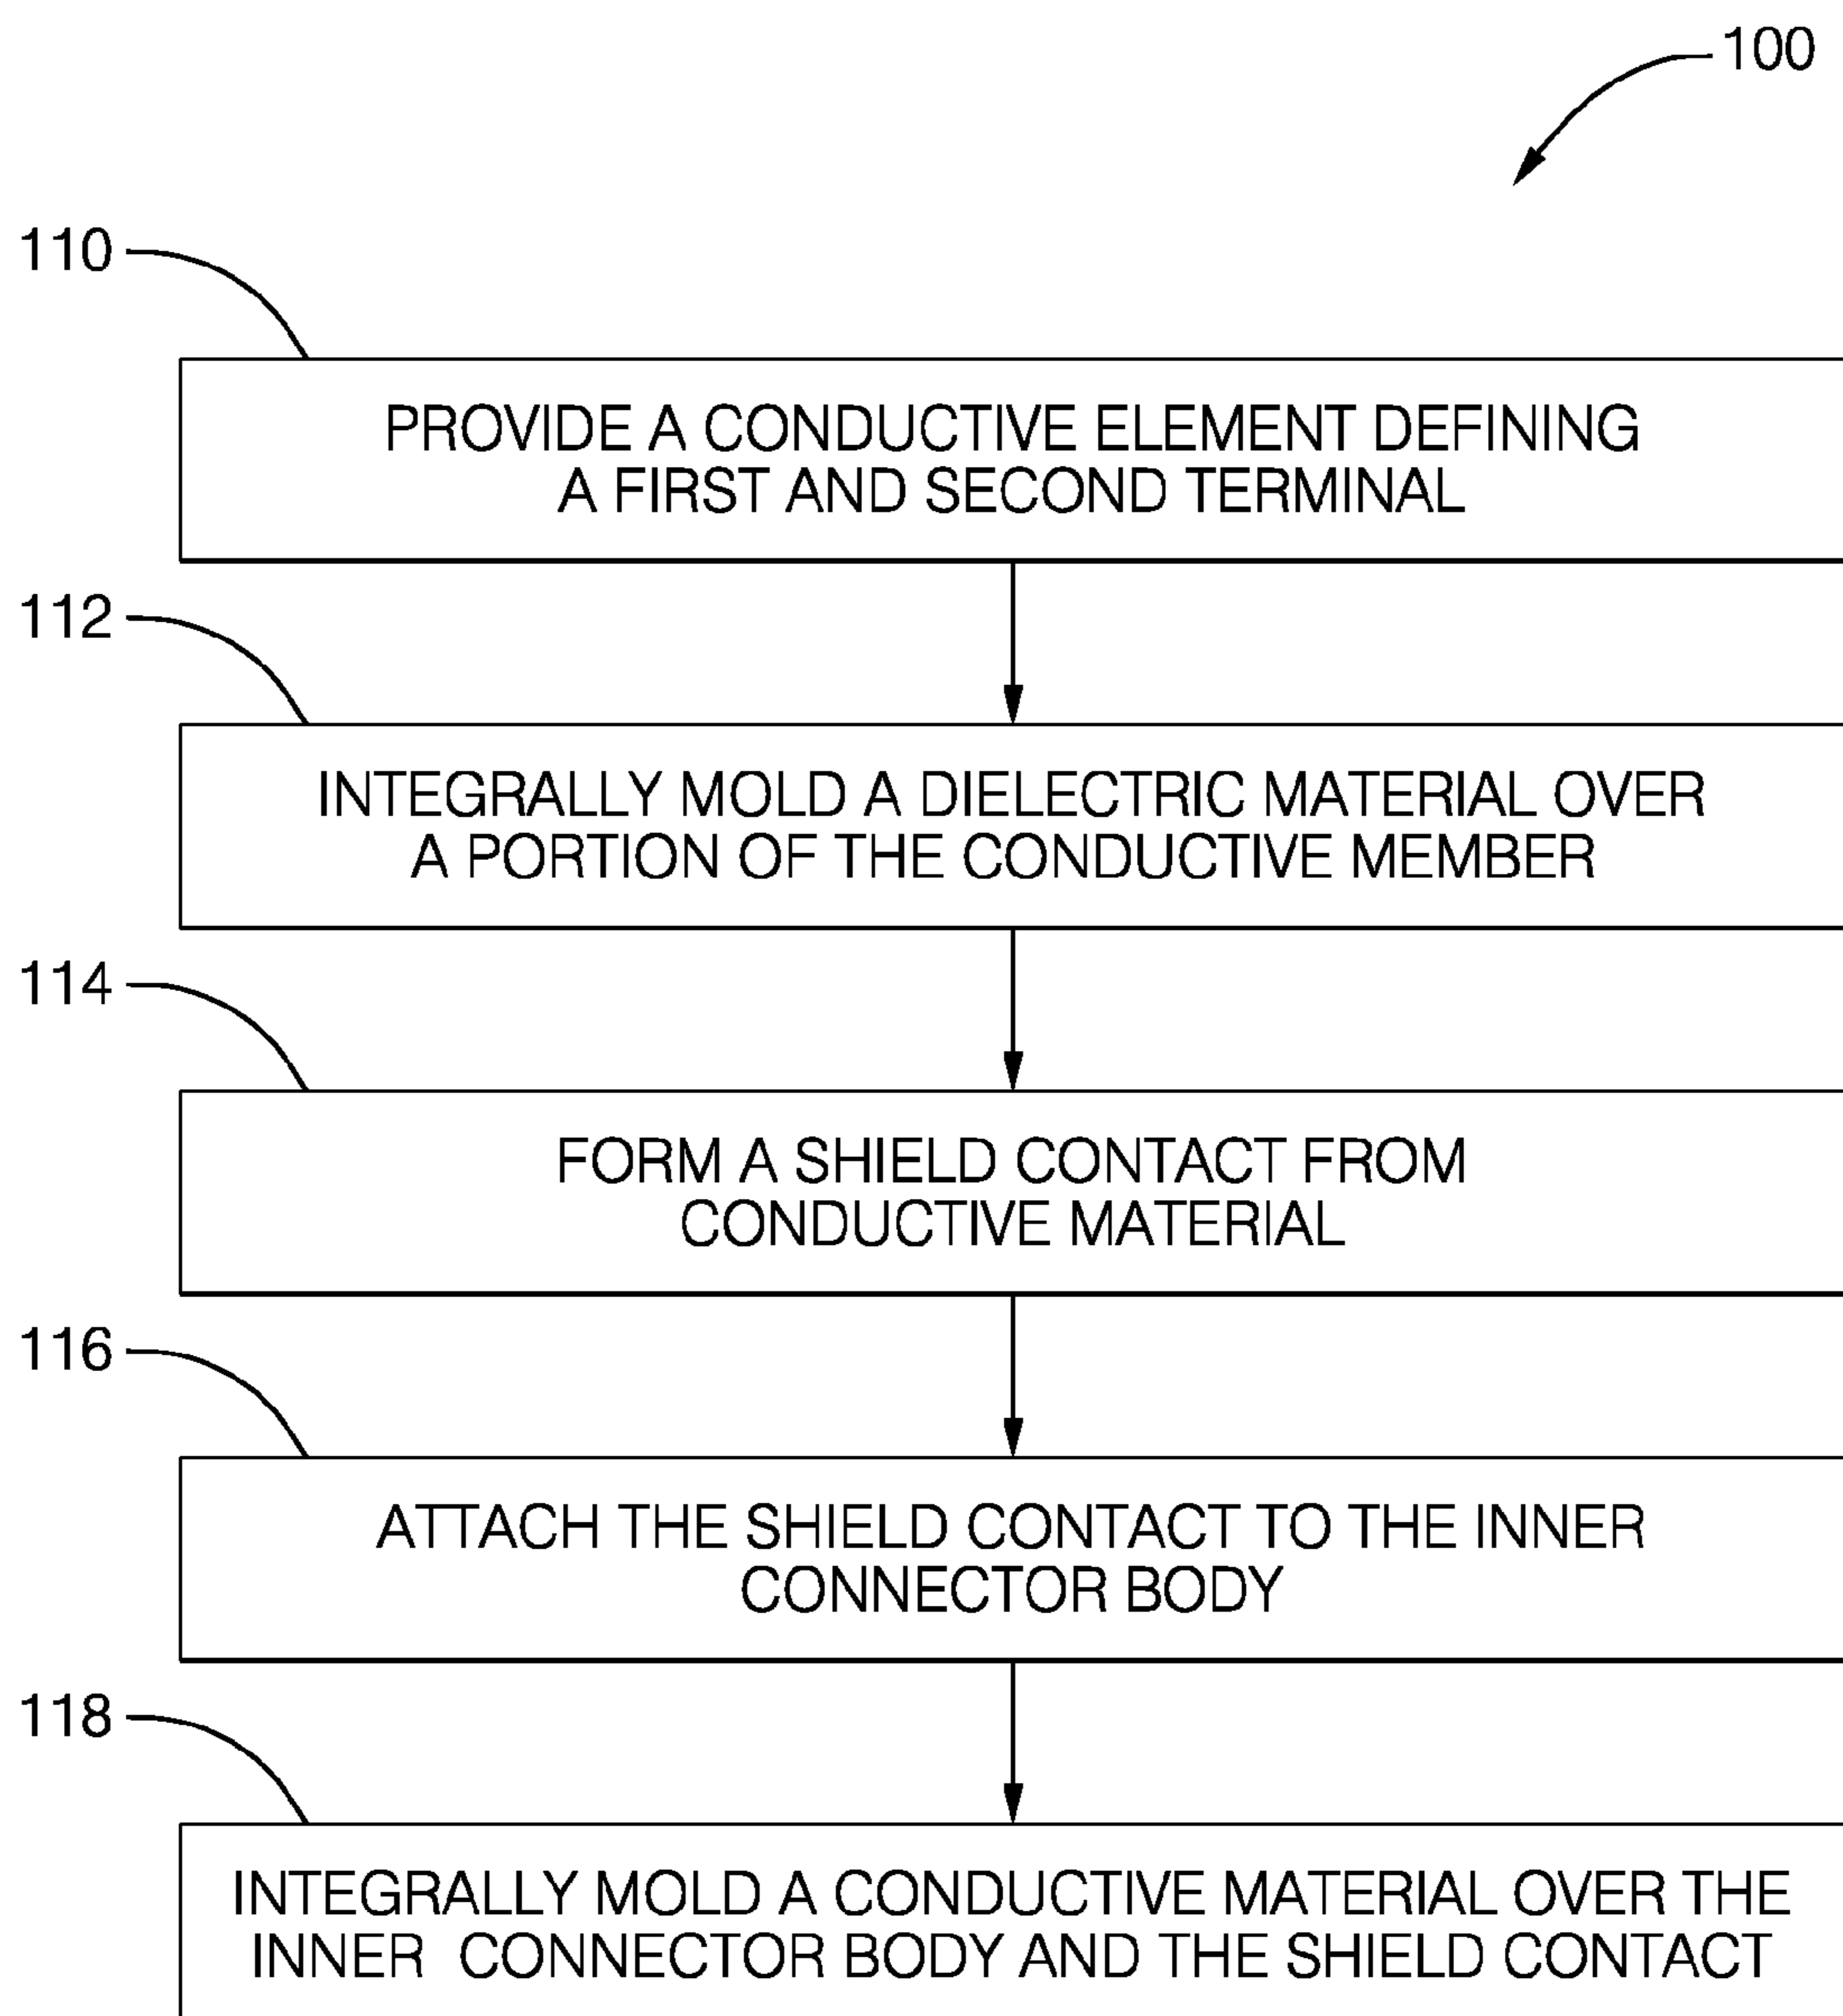 100
110
PROVIDE A CONDUCTIVE ELEMENT DEFINING
A FIRST AND SECOND TERMINAL
112
INTEGRALLY MOLD A DIELECTRIC MATERIAL OVER
A PORTION OF THE CONDUCTIVE MEMBER
114
FORM A SHIELD CONTACT FROM
CONDUCTIVE MATERIAL
116
ATTACH THE SHIELD CONTACT TO THE INNER
CONNECTOR BODY
118
INTEGRALLY MOLD A CONDUCTIVE MATERIAL OVER THE
INNER CONNECTOR BODY AND THE SHIELD CONTACT